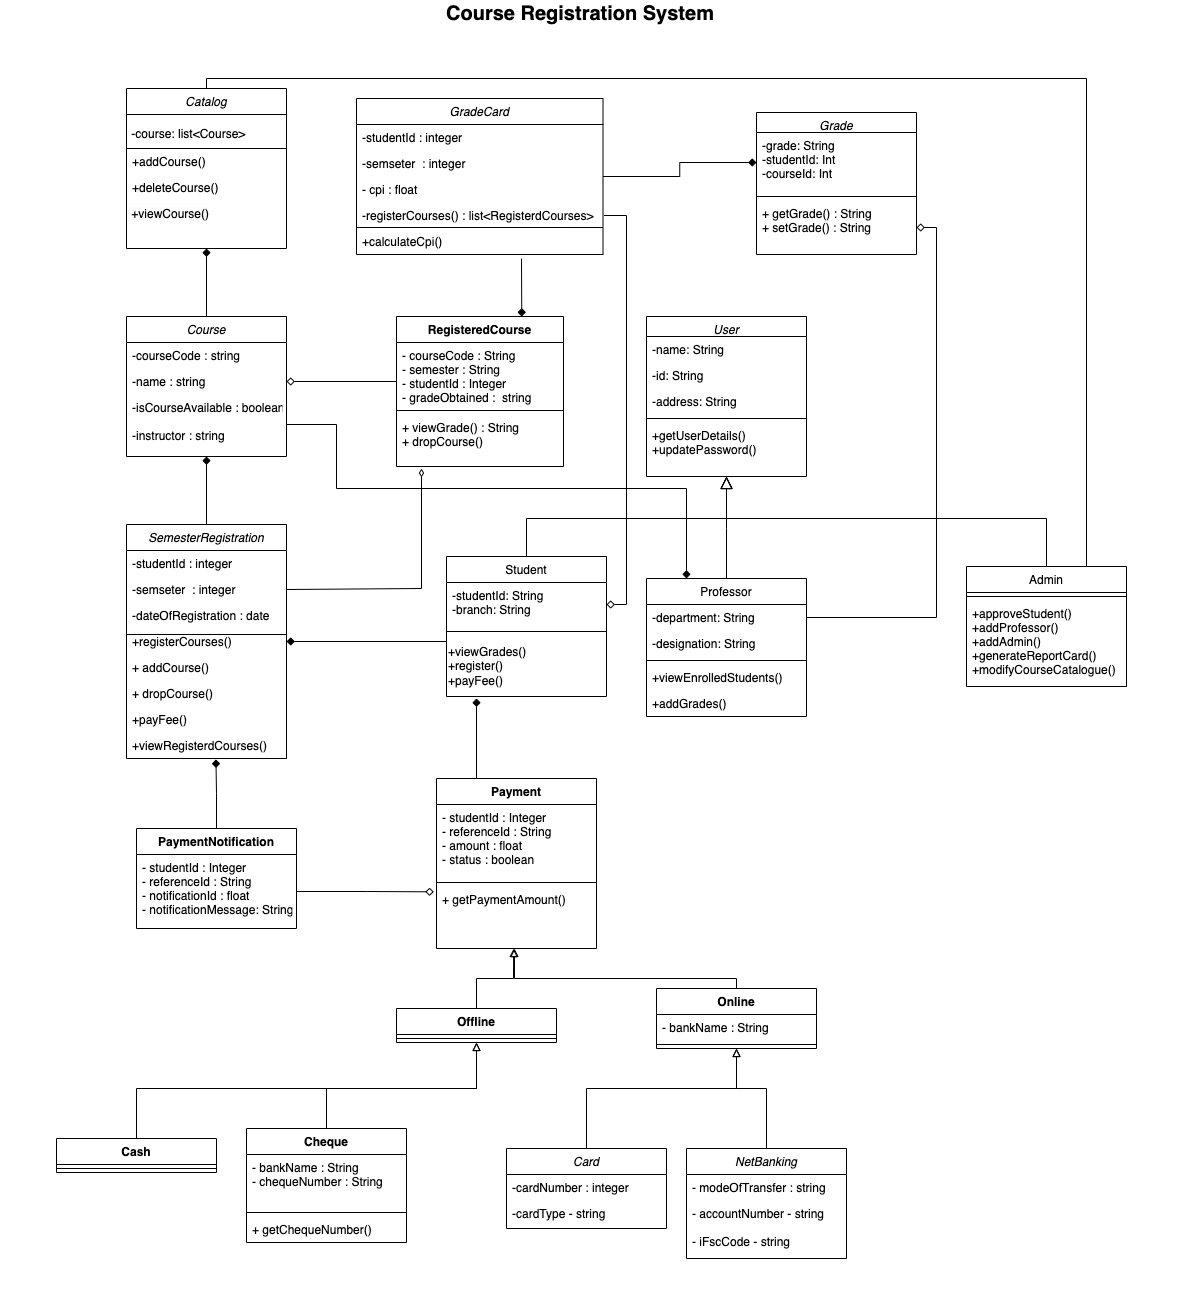 Course Registration System
Catalog
-course: list<Course>
+addCourse()
+deleteCourse()
+viewCourse()
GradeCard
-studentId : integer
-semseter : integer
- cpi : float
-registerCourses() : list<RegisterdCourses>
+calculateCpi()
Grade
-grade: String
-studentId: Int
-courseId: Int
+ getGrade() : String
+ setGrade() : String
Course
-courseCode : string
-name : string
-isCourseAvailable : boolean
-instructor : string
RegisteredCourse
- courseCode : String
- semester : String
- studentId : Integer
- gradeObtained : string
+ viewGrade() : String
+ dropCourse()
User
-name: String
-id: String
-address: String
+getUserDetails()
+updatePassword()
SemesterRegistration
-studentId : integer
-semseter : integer
-dateOfRegistration : date
+registerCourses()
+ addCourse()
+ dropCourse()
+payFee()
+viewRegisterdCourses()
Student
-studentId: String
-branch: String
+viewGrades()
+register()
+payFee()
Professor
-department: String
-designation: String
+viewEnrolledStudents()
+addGrades()
Admin
+approveStudent()
+addProfessor()
+addAdmin()
+generateReportCard()
+modifyCourseCatalogue()
PaymentNotification
- studentId : Integer
- referenceId : String
- notificationId : float
- notificationMessage: String
Payment
- studentId : Integer
- referenceId : String
- amount : float
- status : boolean
+ getPaymentAmount()
Offline
Online
- bankName : String
Cash
Cheque
- bankName : String
- chequeNumber : String
+ getChequeNumber()
Card
-cardNumber : integer
-cardType - string
NetBanking
- modeOfTransfer : string
- accountNumber - string
- iFscCode - string